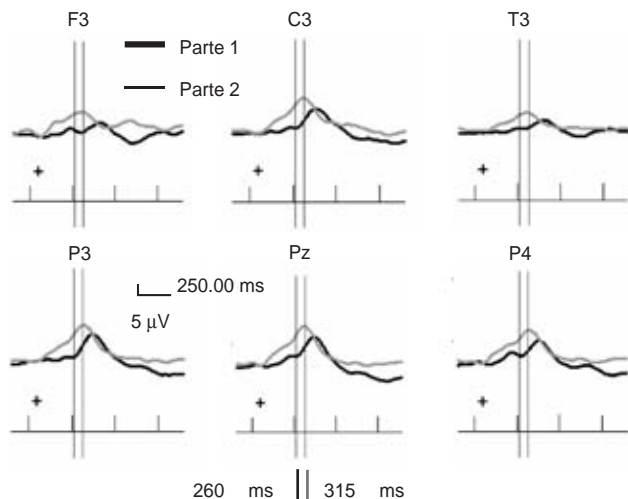 F3 C3 T3
Parte 1
Parte 2
+ + +
P3 Pz P4
250.00 ms
5 µV
+ + +
260 ms 315 ms